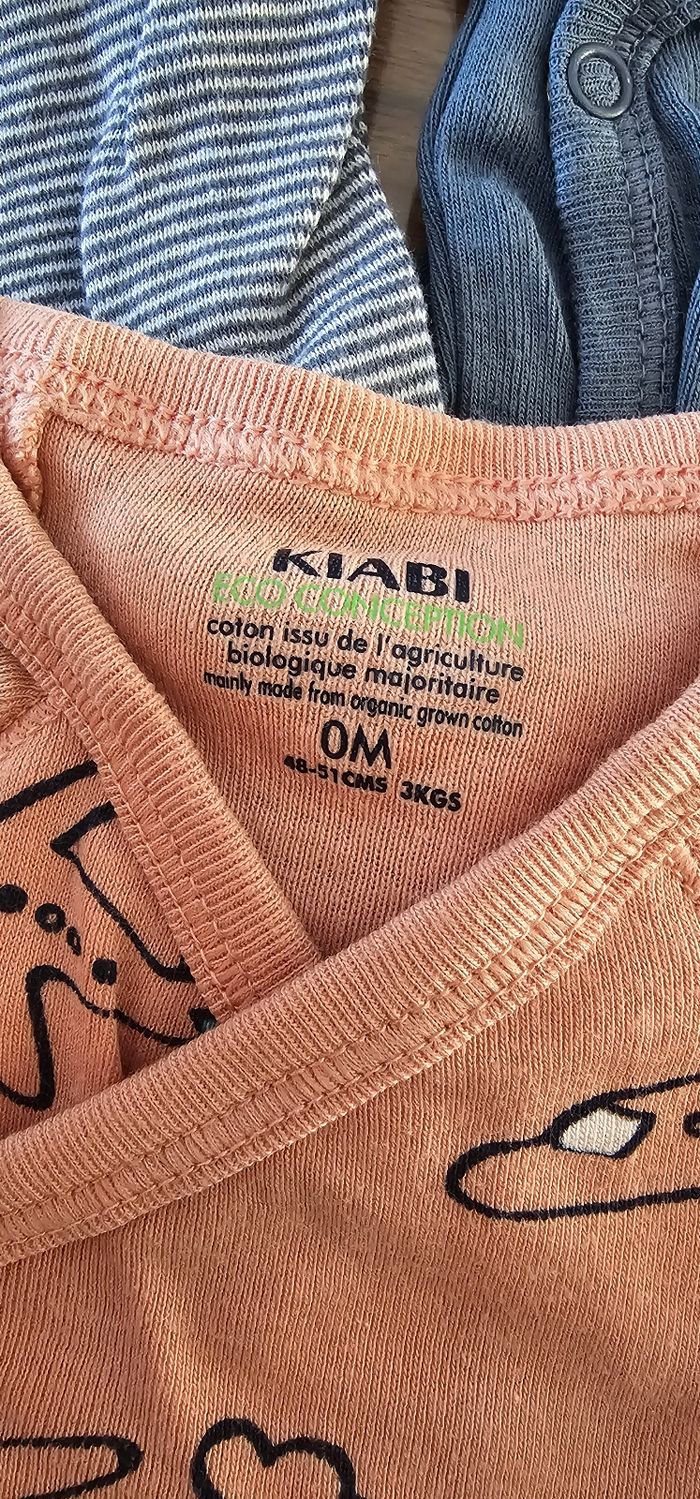 KIABI
ECO CONCEPTION
coton issu de l'agriculture
biologique majoritaire
mainly made from organic grown cotton
0M
48-51CMS 3KGS